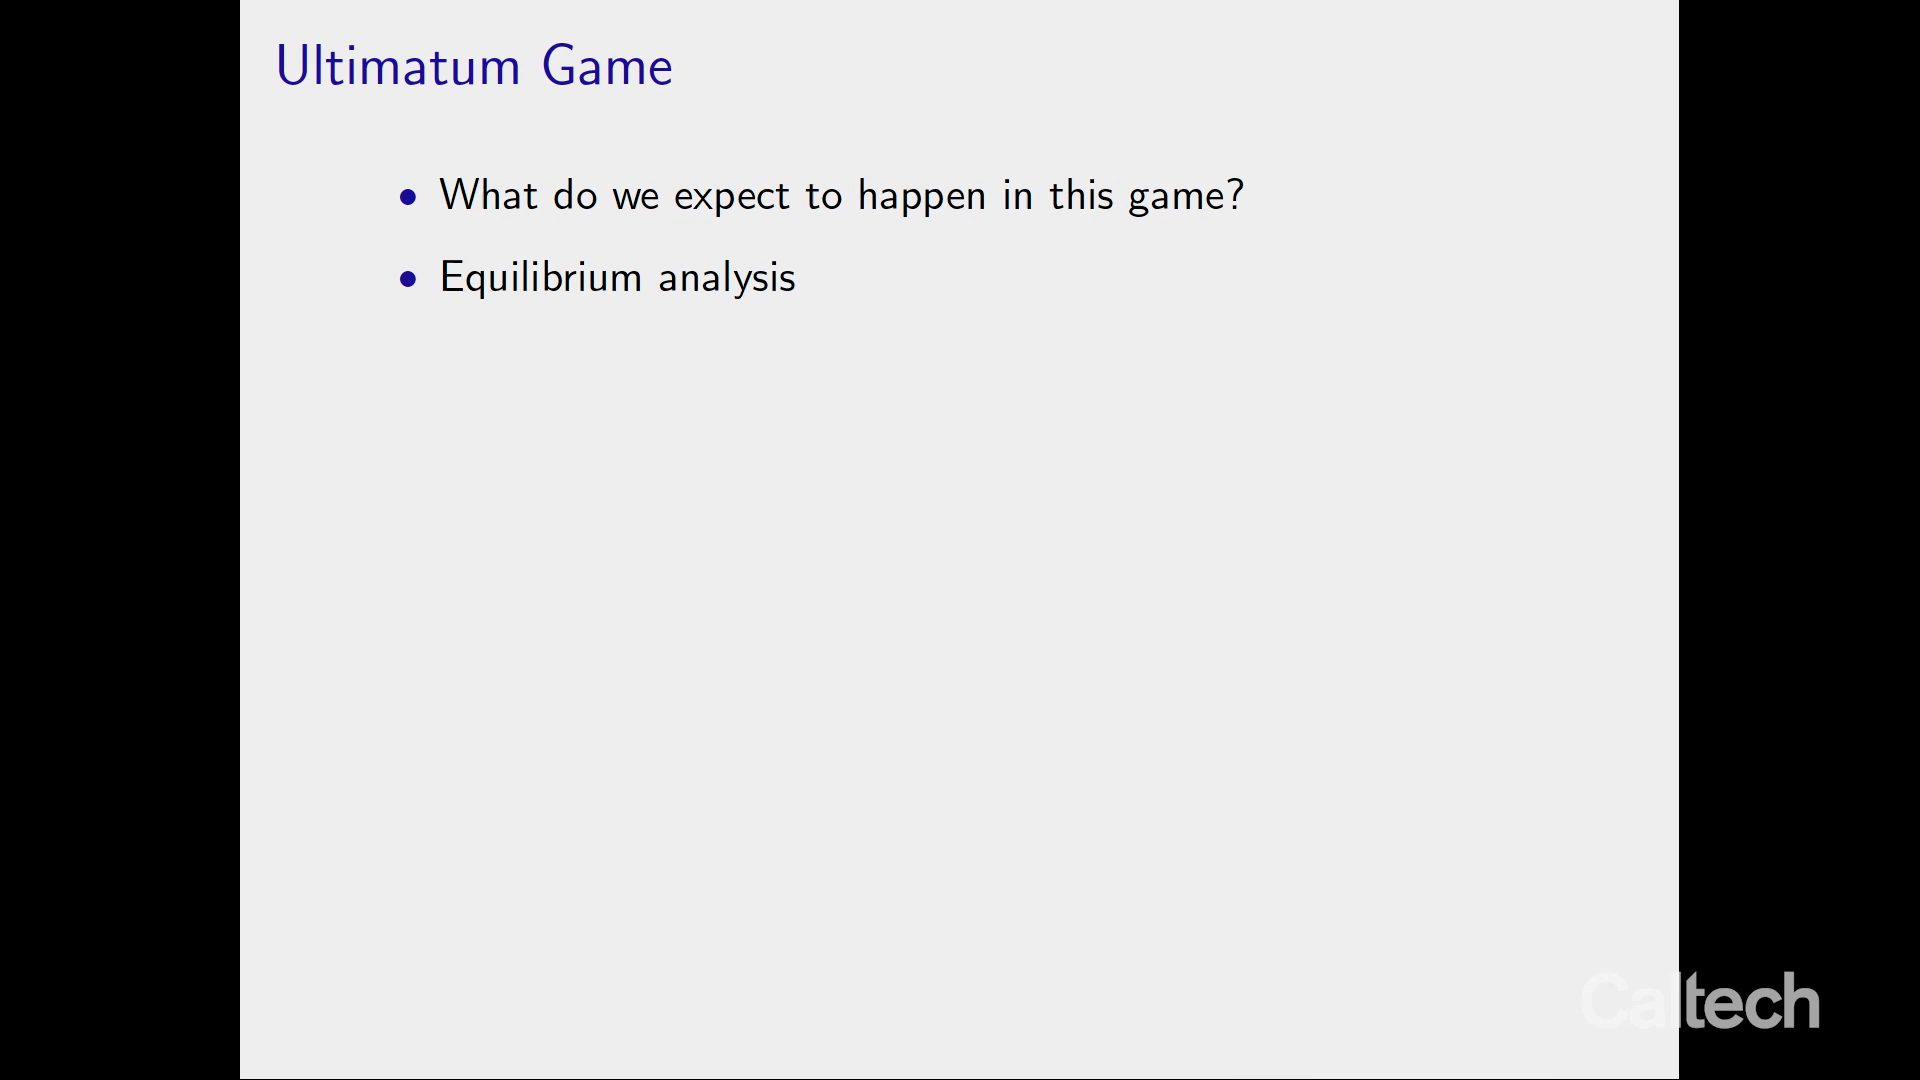 Ultimatum Game
• What do we expect to happen in this game?
• Equilibrium analysis
Caltech